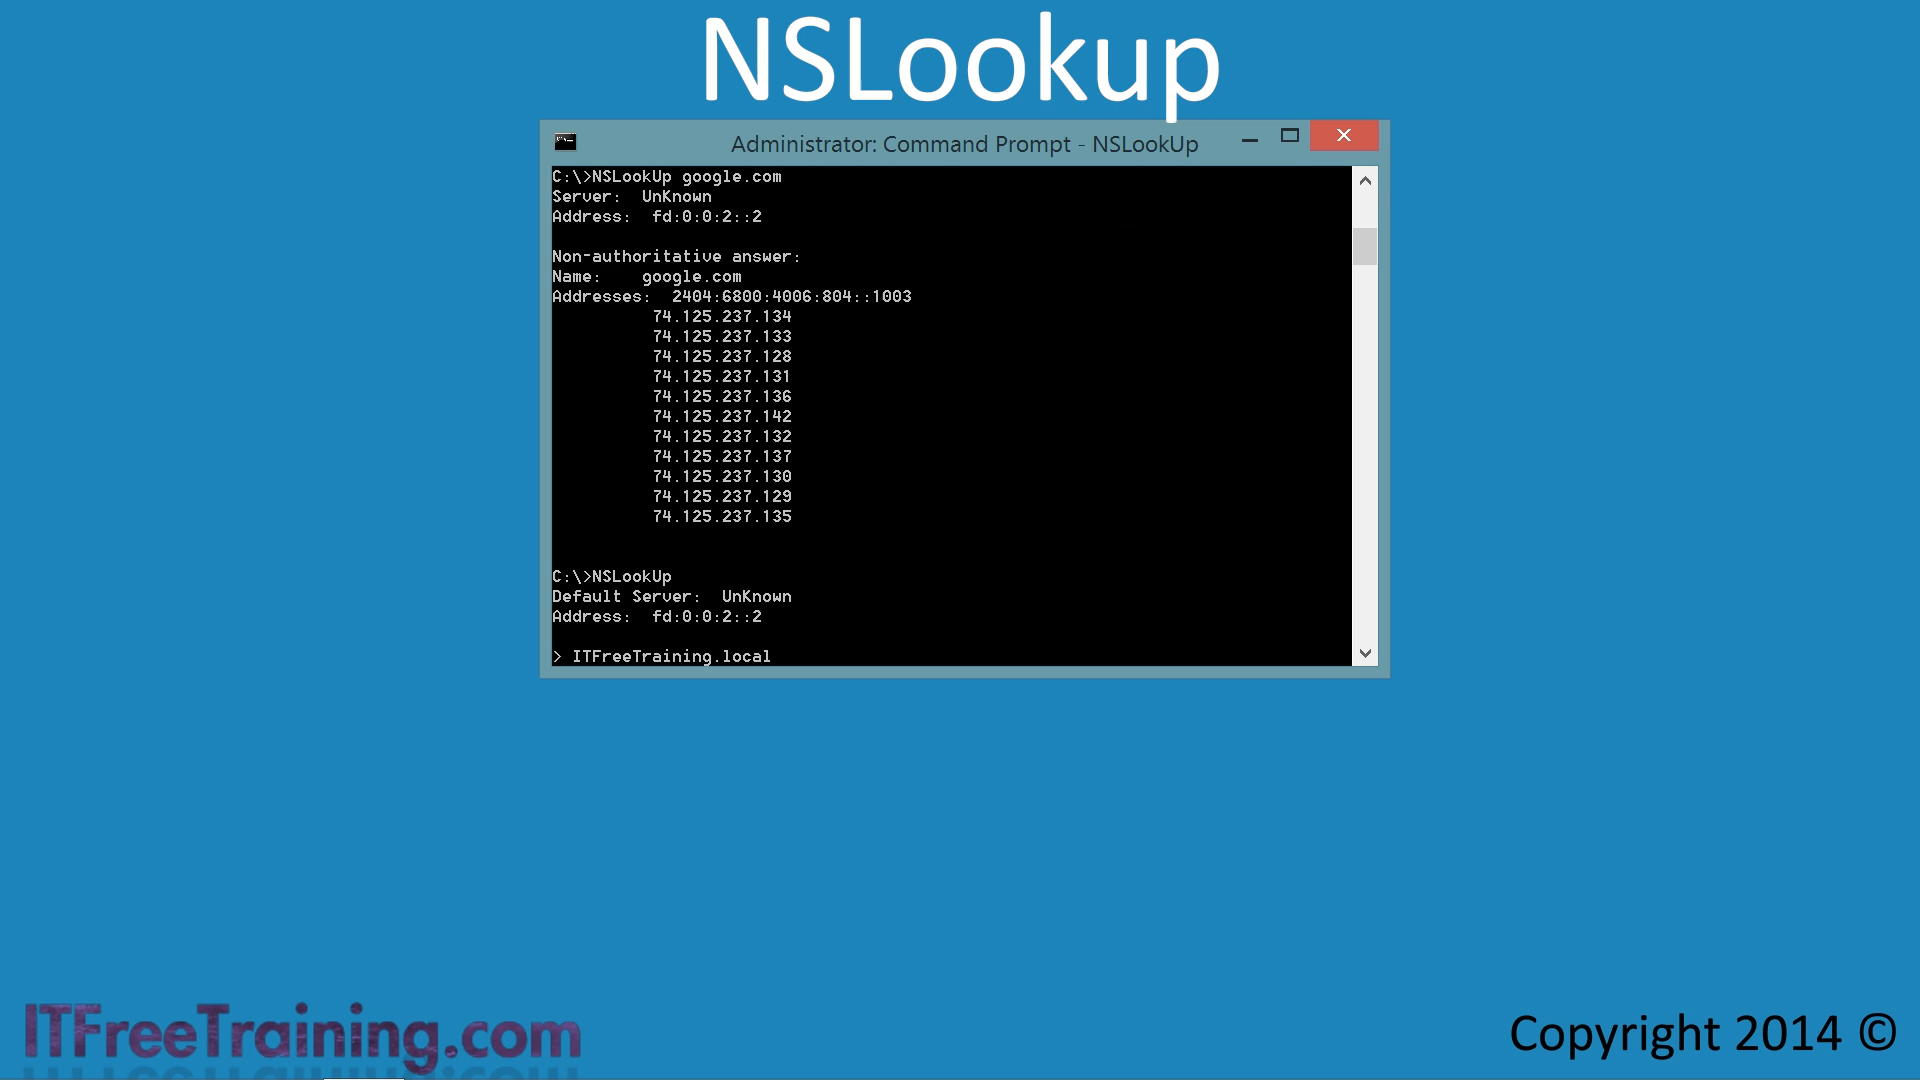 NSLookup
Administrator: Command Prompt - NSLookUp
C:\>NSLookUp google.com
Server:  UnKnown
Address:  fd:0:0:2::2
Non-authoritative answer:
Name:    google.com
Addresses:  2404:6800:4006:804::1003
74.125.237.134
74.125.237.133
74.125.237.128
74.125.237.131
74.125.237.136
74.125.237.142
74.125.237.132
74.125.237.137
74.125.237.130
74.125.237.129
74.125.237.135
C:\>NSLookUp
Default Server:  UnKnown
Address:  fd:0:0:2::2
> ITFreeTraining.local
ITFreeTraining.com
Copyright 2014 ©